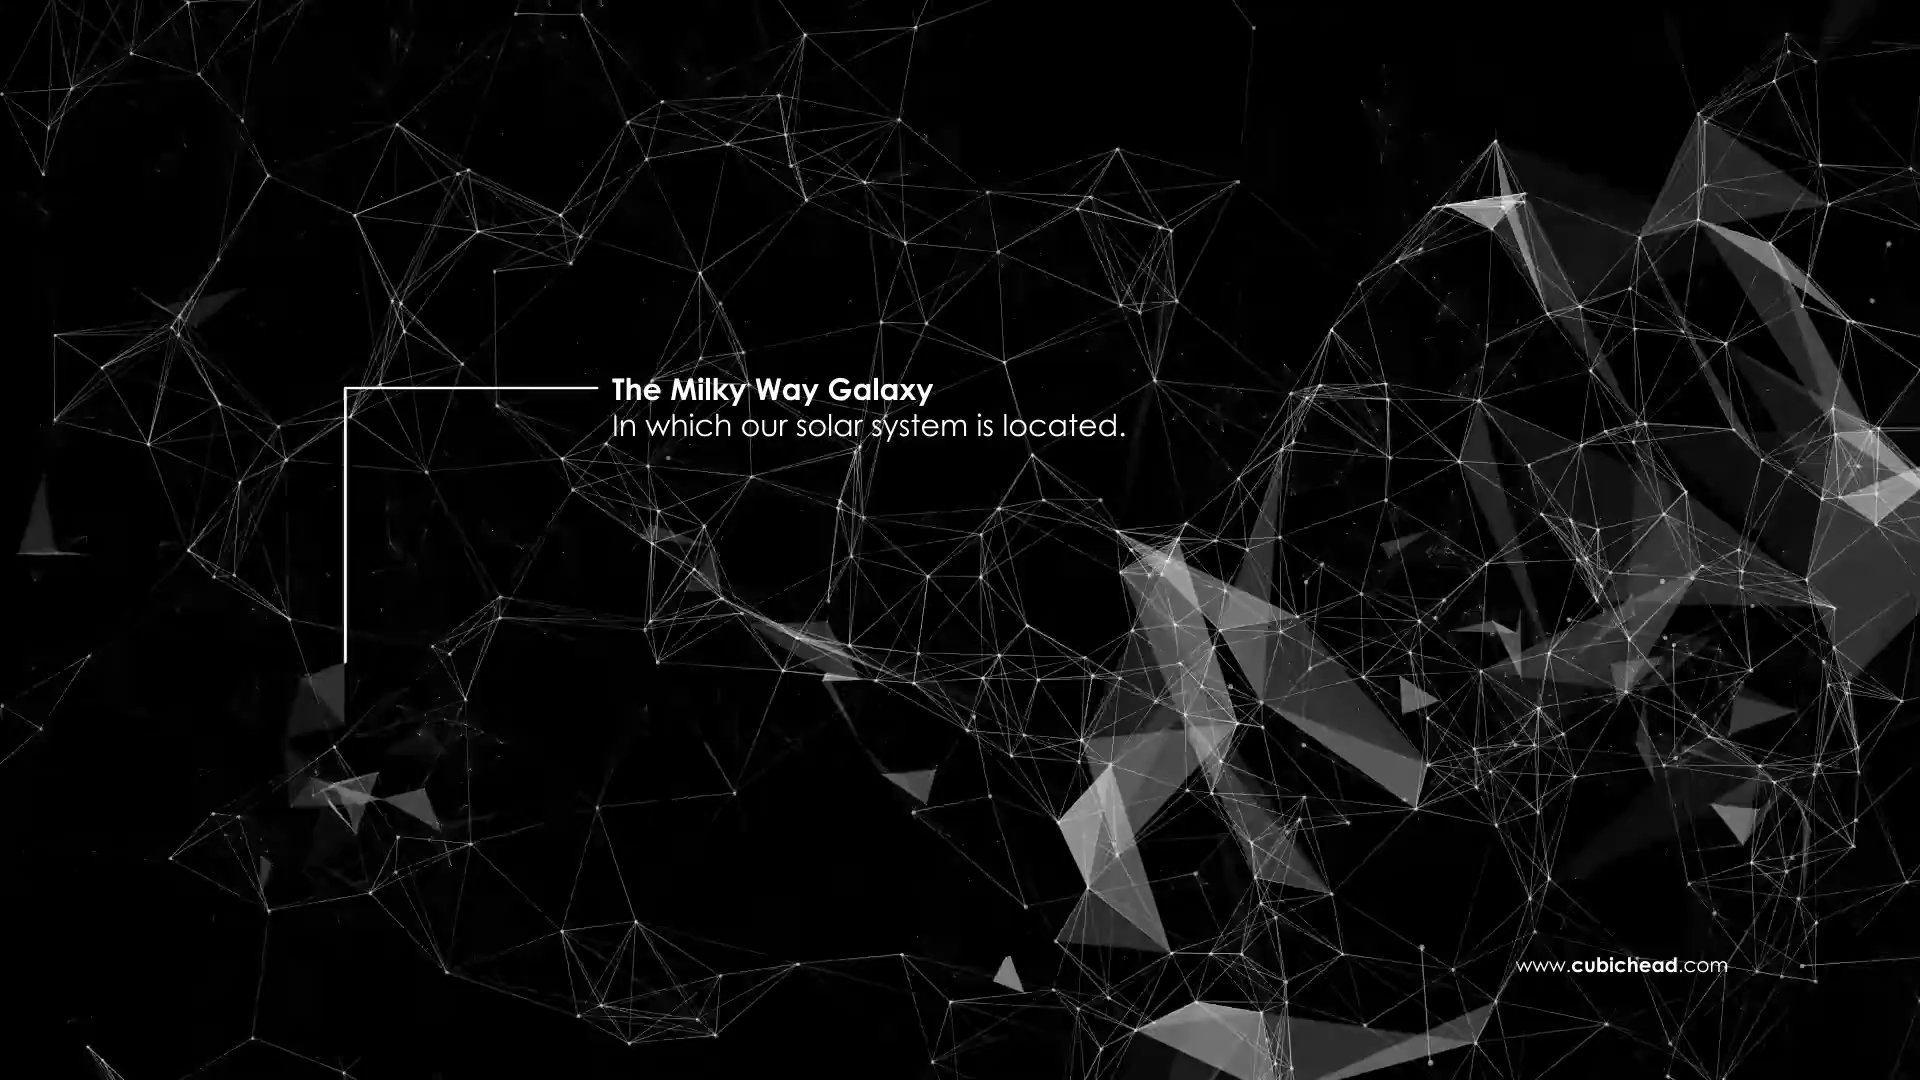 The Milky Way Galaxy
In which our solar system is located.
www.cubichead.com